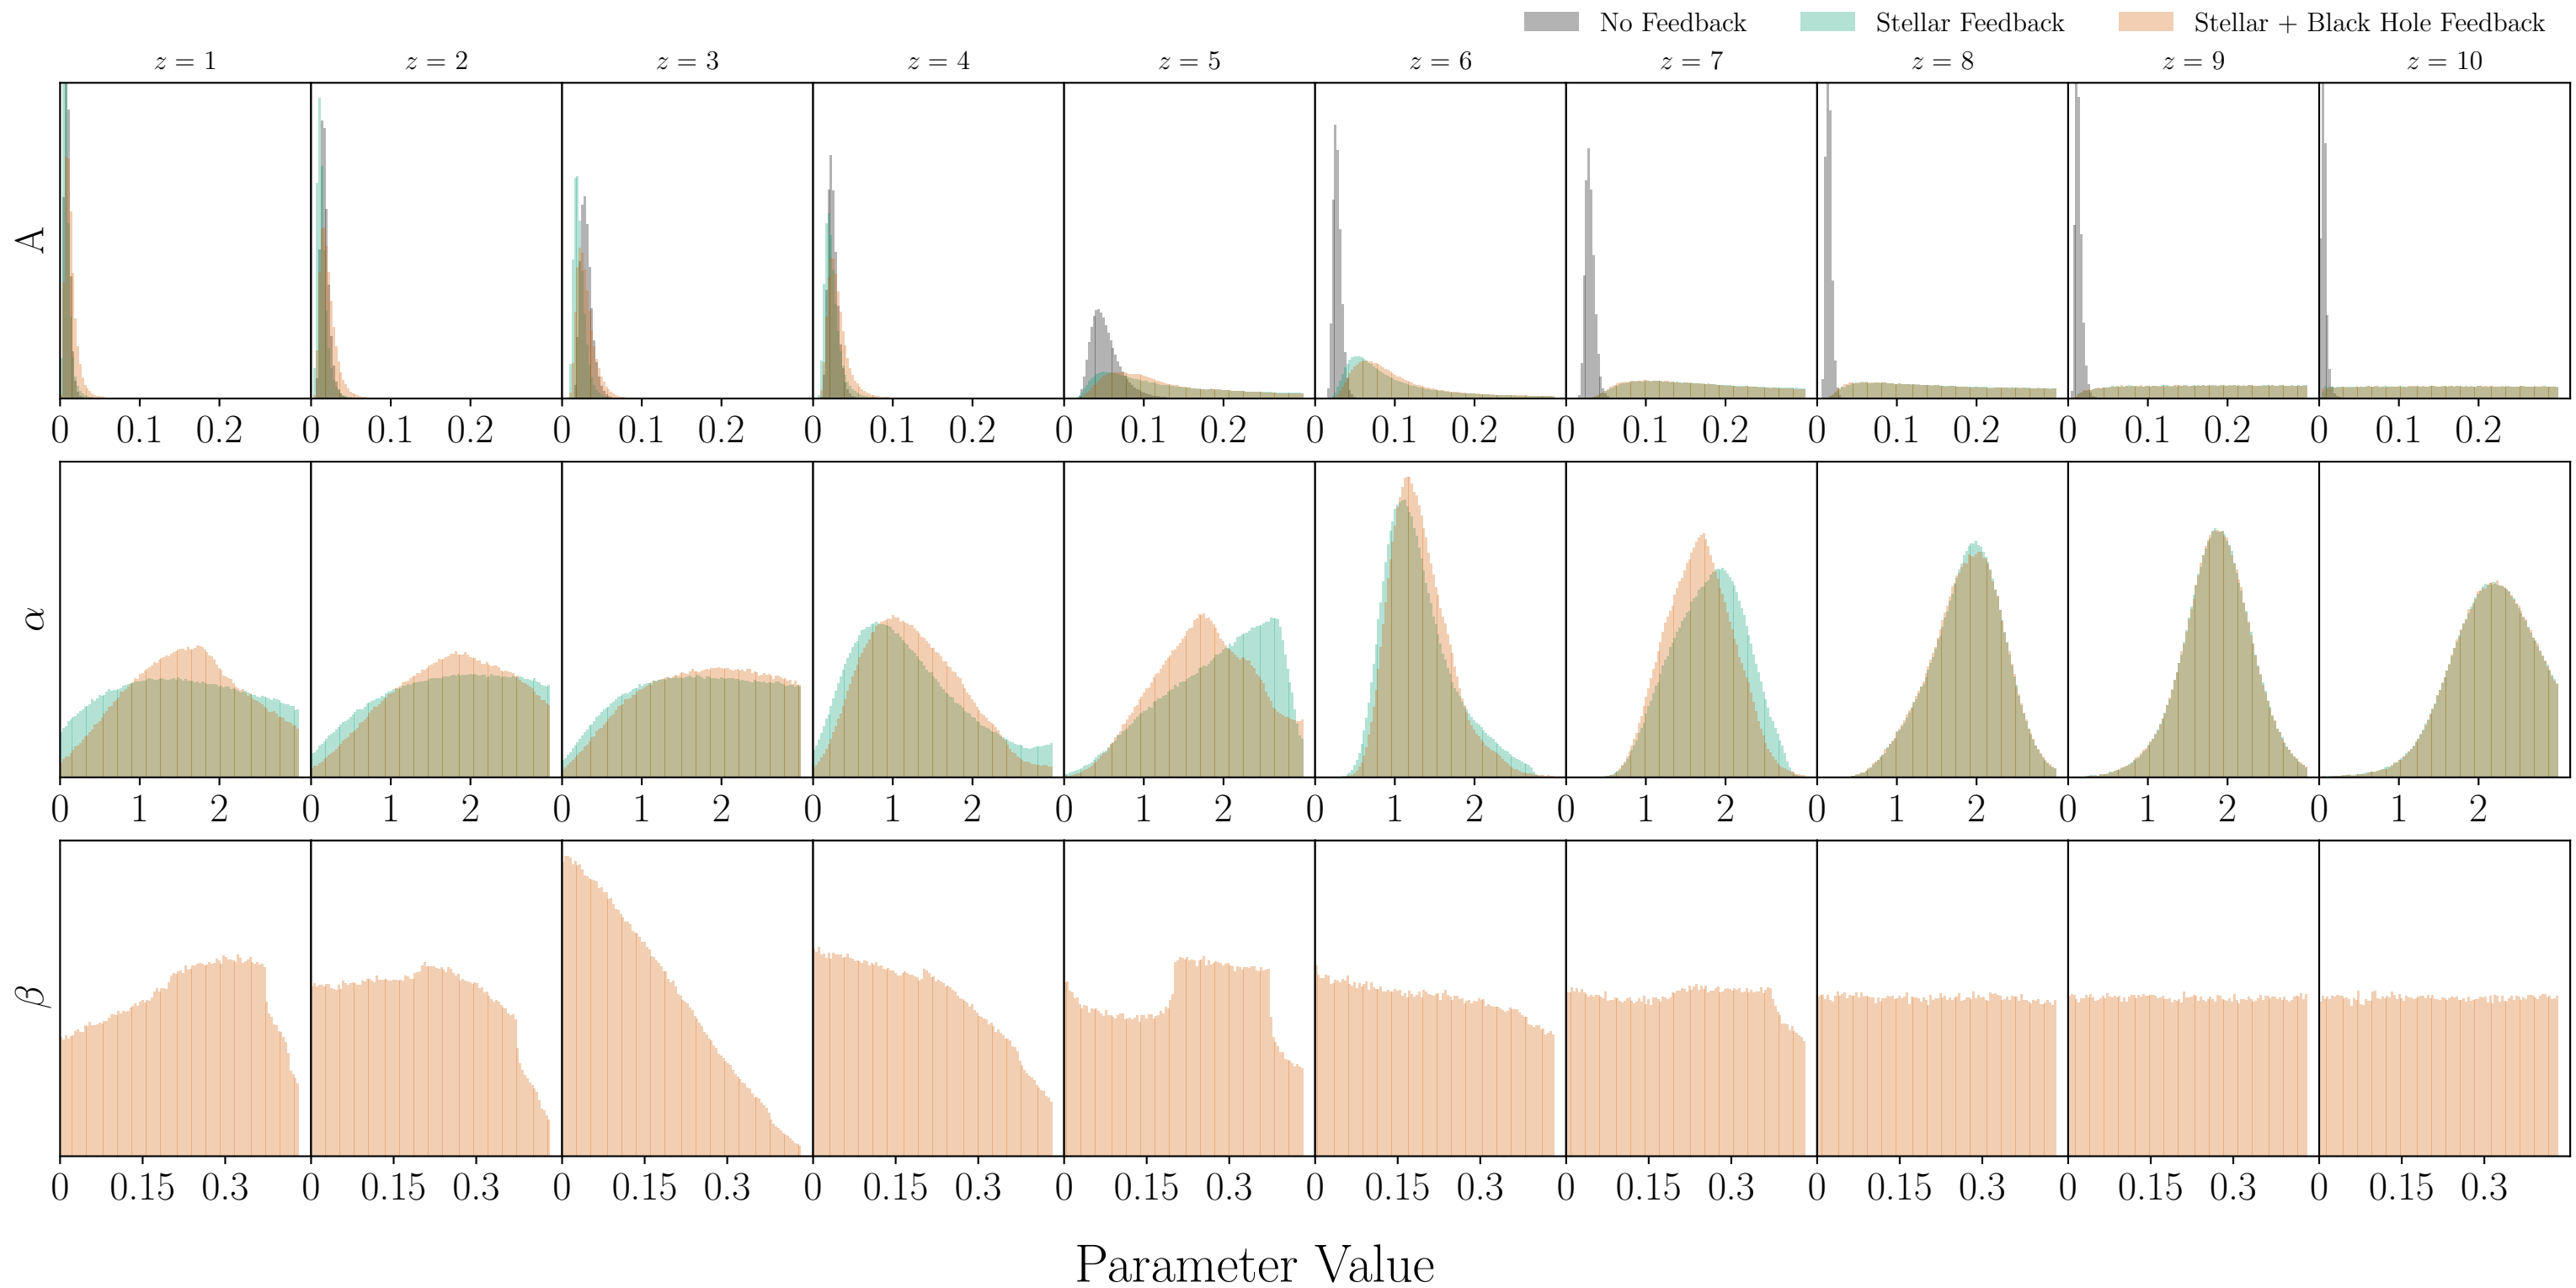 No Feedback Stellar Feedback Stellar + Black Hole Feedback
z = 1 z = 2 z = 3 z = 4 z = 5 z = 6 z = 7 z = 8 z = 9 z = 10
A
0 0.1 0.2 0 0.1 0.2 0 0.1 0.2 0 0.1 0.2 0 0.1 0.2 0 0.1 0.2 0 0.1 0.2 0 0.1 0.2 0 0.1 0.2 0 0.1 0.2
α
0 1 2 0 1 2 0 1 2 0 1 2 0 1 2 0 1 2 0 1 2 0 1 2 0 1 2 0 1 2
β
0 0.15 0.3 0 0.15 0.3 0 0.15 0.3 0 0.15 0.3 0 0.15 0.3 0 0.15 0.3 0 0.15 0.3 0 0.15 0.3 0 0.15 0.3 0 0.15 0.3
Parameter Value